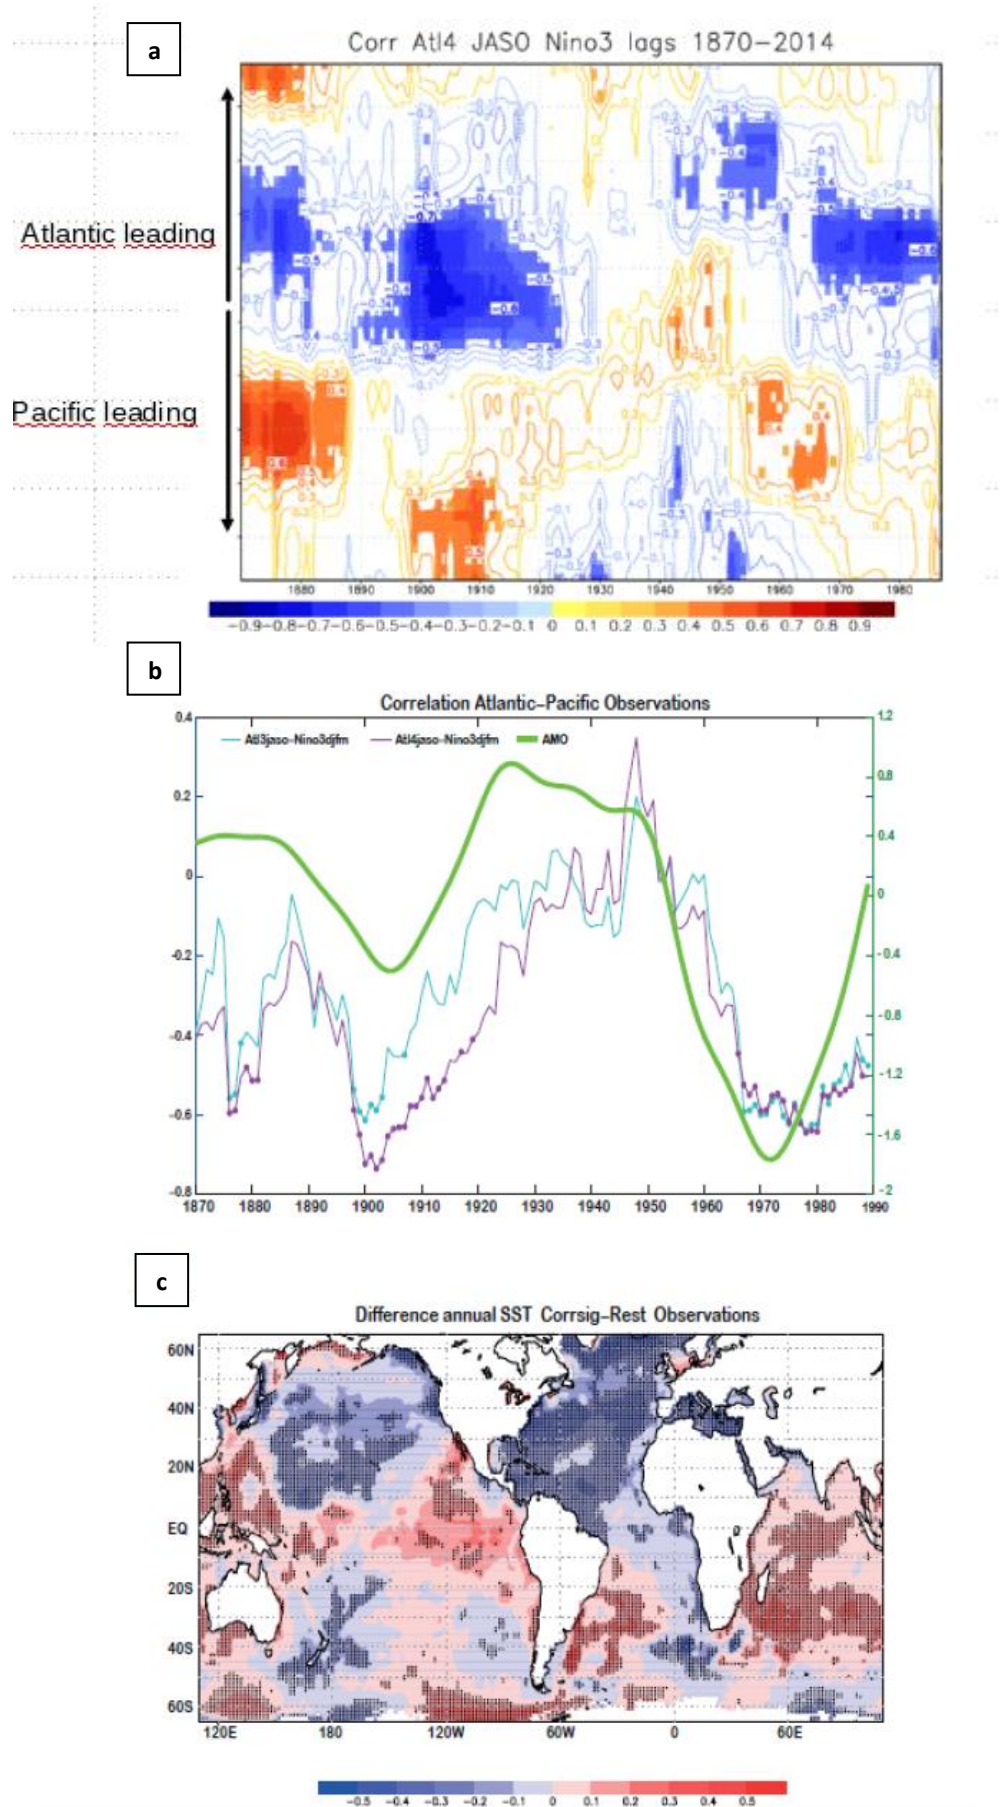 a
Corr Atl4 JASO Nino3 lags 1870-2014
Atlantic leading
Pacific leading
1880 1890 1900 1910 1920 1930 1940 1950 1960 1970 1980
-0.9 -0.8 -0.7 -0.6 -0.5 -0.4 -0.3 -0.2 -0.1 0 0.1 0.2 0.3 0.4 0.5 0.6 0.7 0.8 0.9
b
Correlation Atlantic-Pacific Observations
Atl3jaso-Nino3djfm Atl4jaso-Nino3djfm AMO
0.4 1.2
0.8
0.2
0.4
0
0
-0.2
-0.4
-0.4
-0.8
-1.2
-0.6
-1.6
-0.8 -2
1870 1880 1890 1900 1910 1920 1930 1940 1950 1960 1970 1980 1990
c
Difference annual SST Corrsig-Rest Observations
60N
40N
20N
EQ
20S
40S
60S
120E 180 120W 60W 0 60E
-0.5 -0.4 -0.3 -0.2 -0.1 0 0.1 0.2 0.3 0.4 0.5